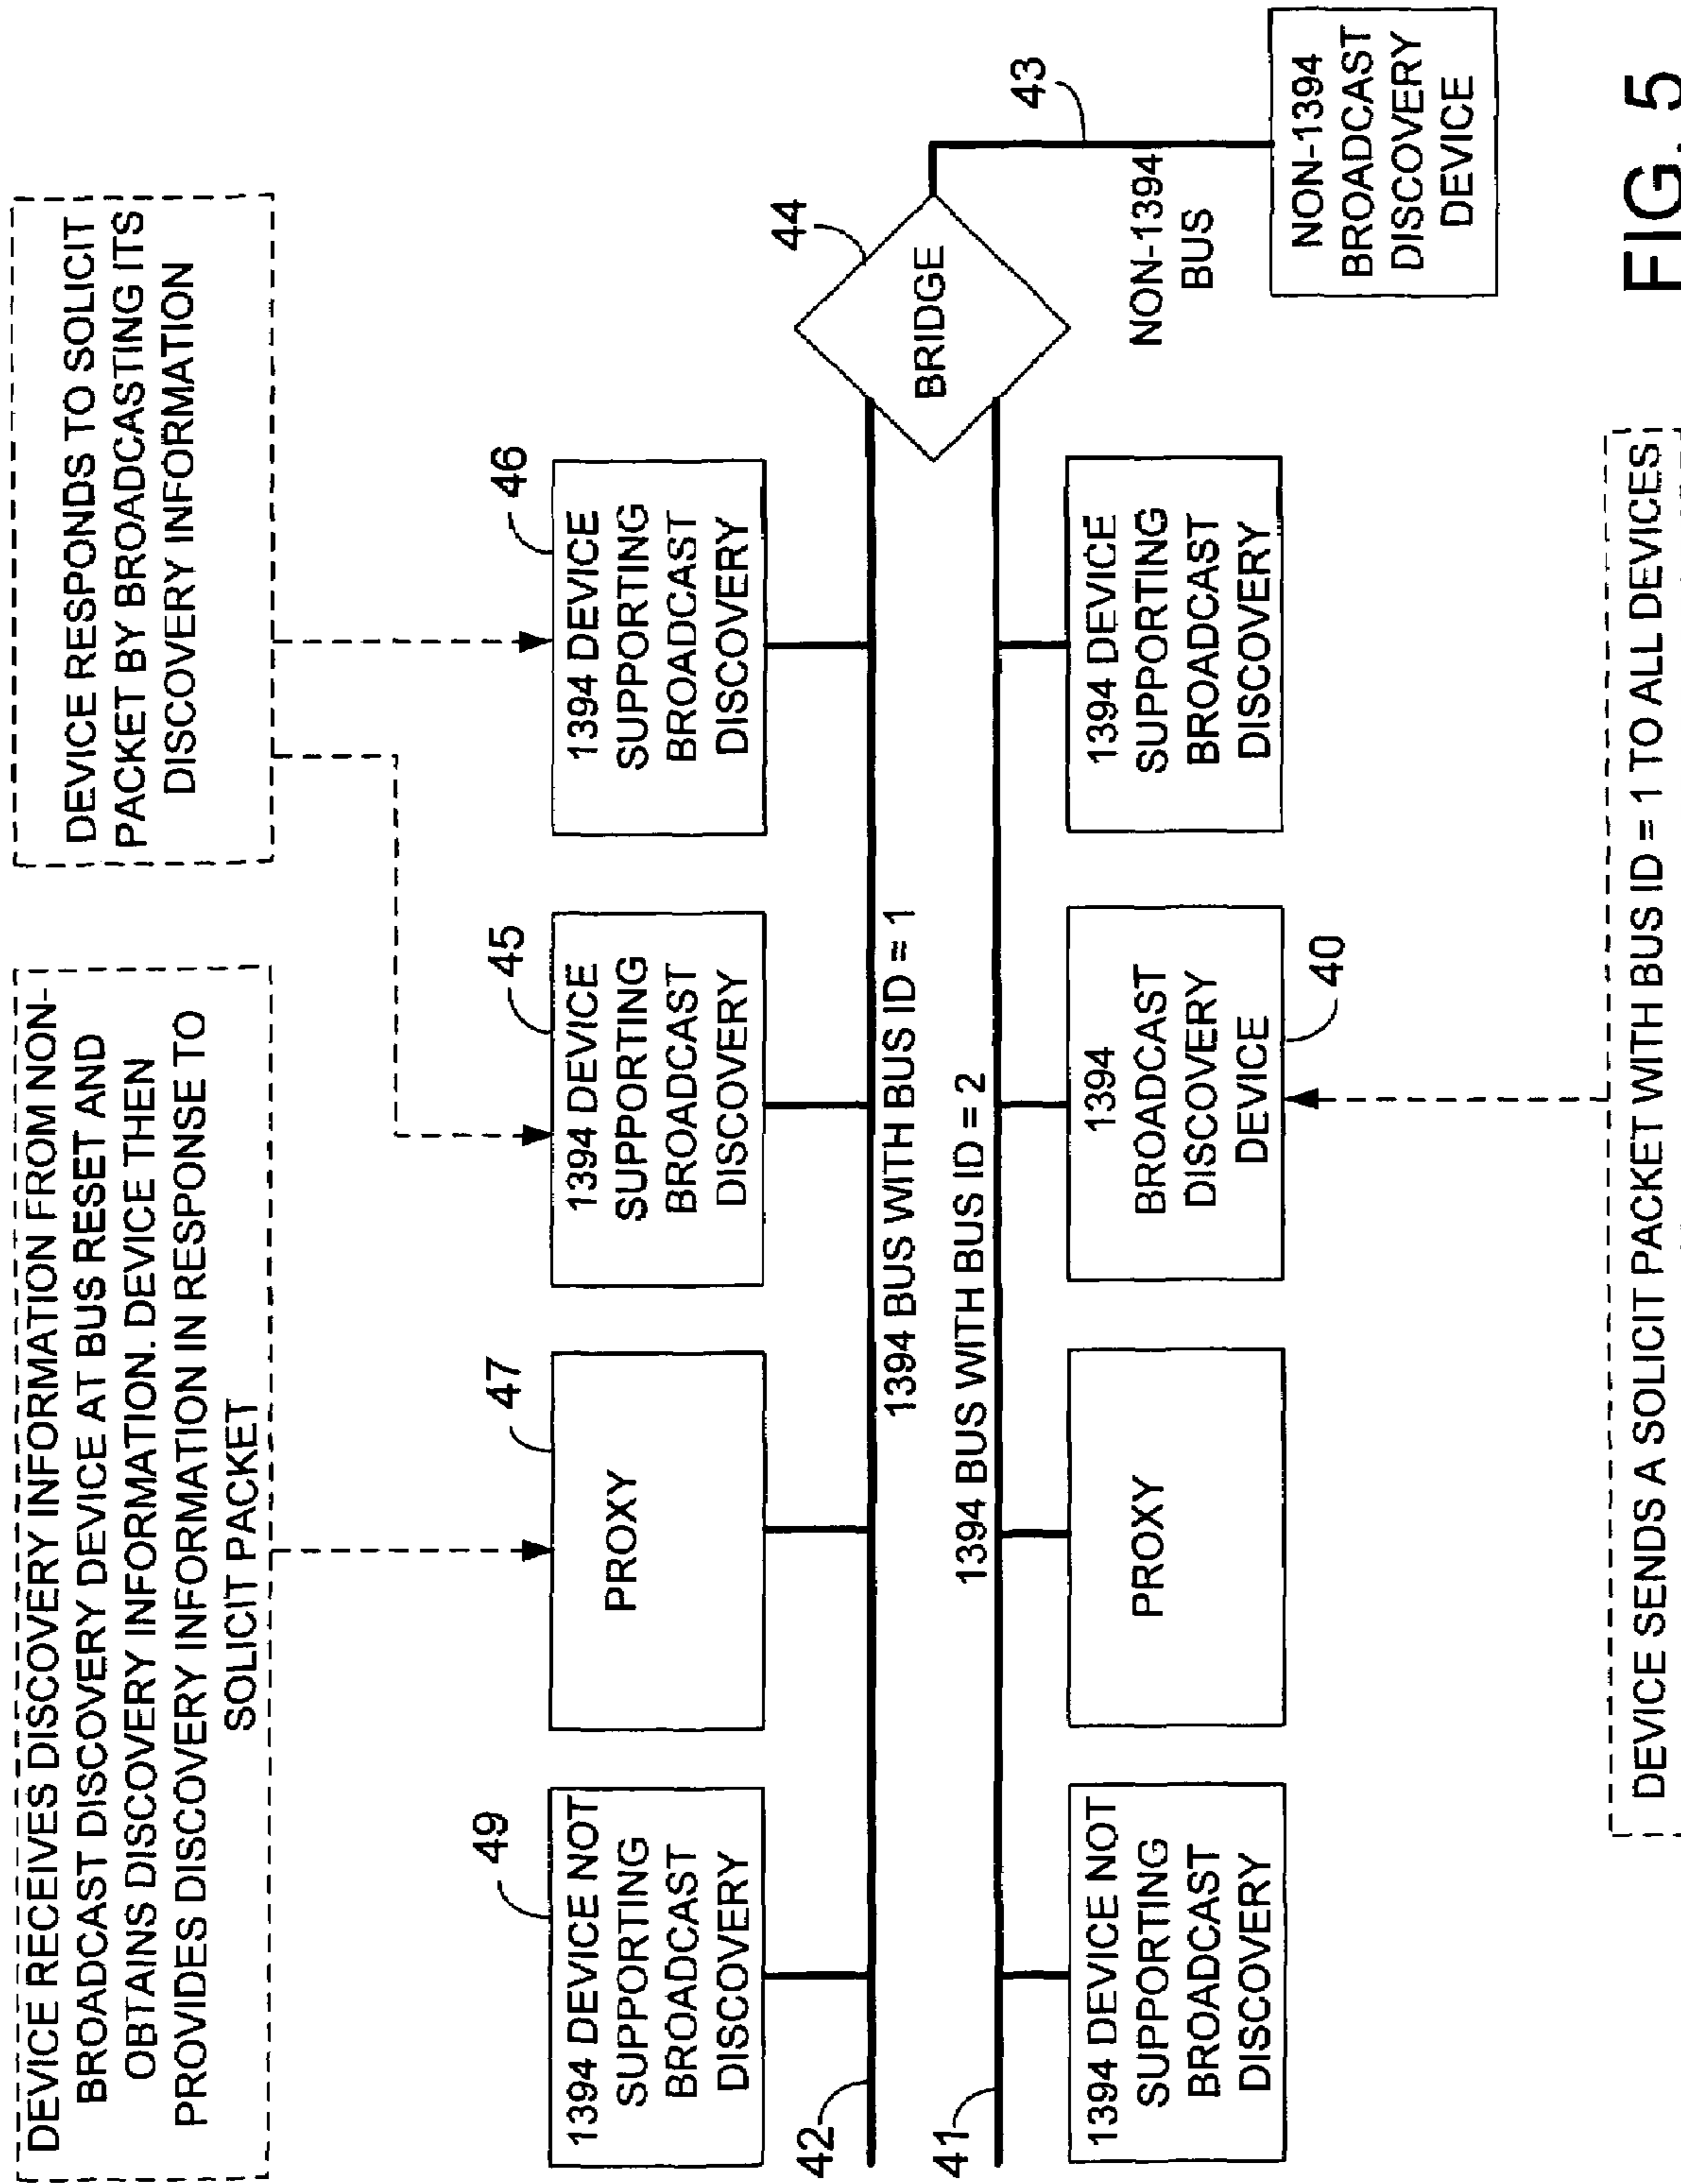 DEVICE RECEIVES DISCOVERY INFORMATION FROM NON-
BROADCAST DISCOVERY DEVICE AT BUS RESET AND
OBTAINS DISCOVERY INFORMATION. DEVICE THEN
PROVIDES DISCOVERY INFORMATION IN RESPONSE TO
SOLICIT PACKET
DEVICE RESPONDS TO SOLICIT
PACKET BY BROADCASTING ITS
DISCOVERY INFORMATION
49
1394 DEVICE NOT
SUPPORTING
BROADCAST
DISCOVERY
47
PROXY
45
1394 DEVICE
SUPPORTING
BROADCAST
DISCOVERY
46
1394 DEVICE
SUPPORTING
BROADCAST
DISCOVERY
42
1394 BUS WITH BUS ID = 1
44
BRIDGE
41
1394 BUS WITH BUS ID = 2
43
NON-1394
BUS
1394 DEVICE NOT
SUPPORTING
BROADCAST
DISCOVERY
PROXY
1394
BROADCAST
DISCOVERY
DEVICE
40
1394 DEVICE
SUPPORTING
BROADCAST
DISCOVERY
NON-1394
BROADCAST
DISCOVERY
DEVICE
DEVICE SENDS A SOLICIT PACKET WITH BUS ID = 1 TO ALL DEVICES
FIG. 5